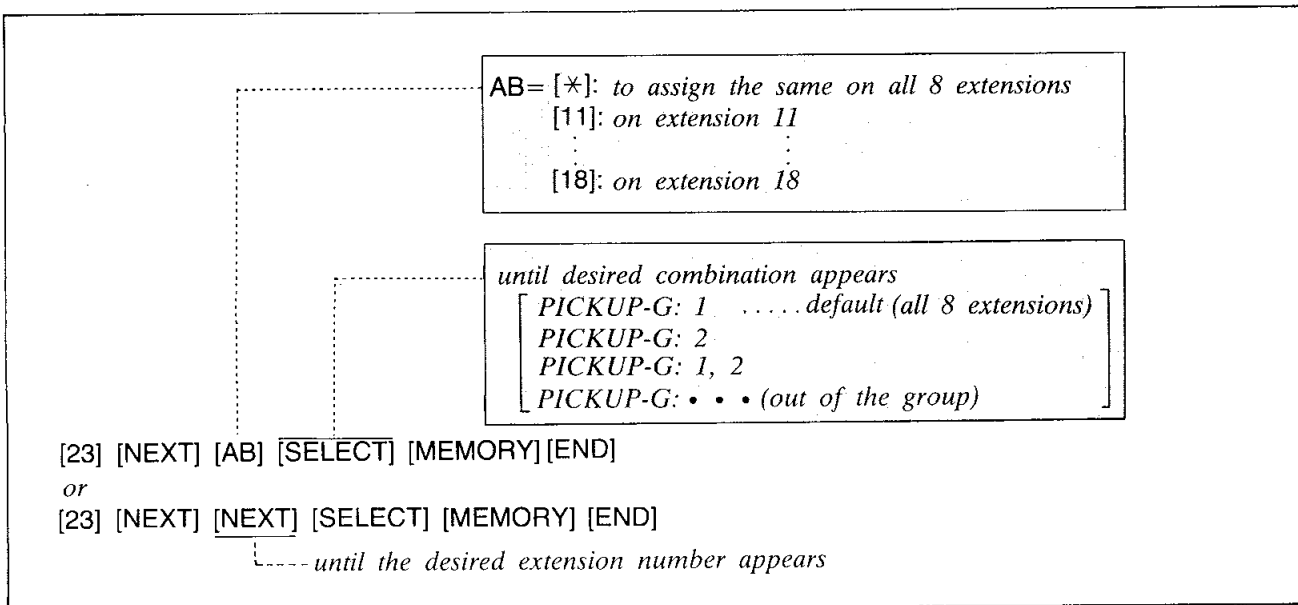 AB= [*]: to assign the same on all 8 extensions
[11]: on extension 11
: :
[18]: on extension 18
until desired combination appears
PICKUP-G: 1 ..... default (all 8 extensions)
PICKUP-G: 2
PICKUP-G: 1, 2
PICKUP-G: • • • (out of the group)
[23] [NEXT] [AB] [SELECT] [MEMORY] [END]
or
[23] [NEXT] [NEXT] [SELECT] [MEMORY] [END]
until the desired extension number appears